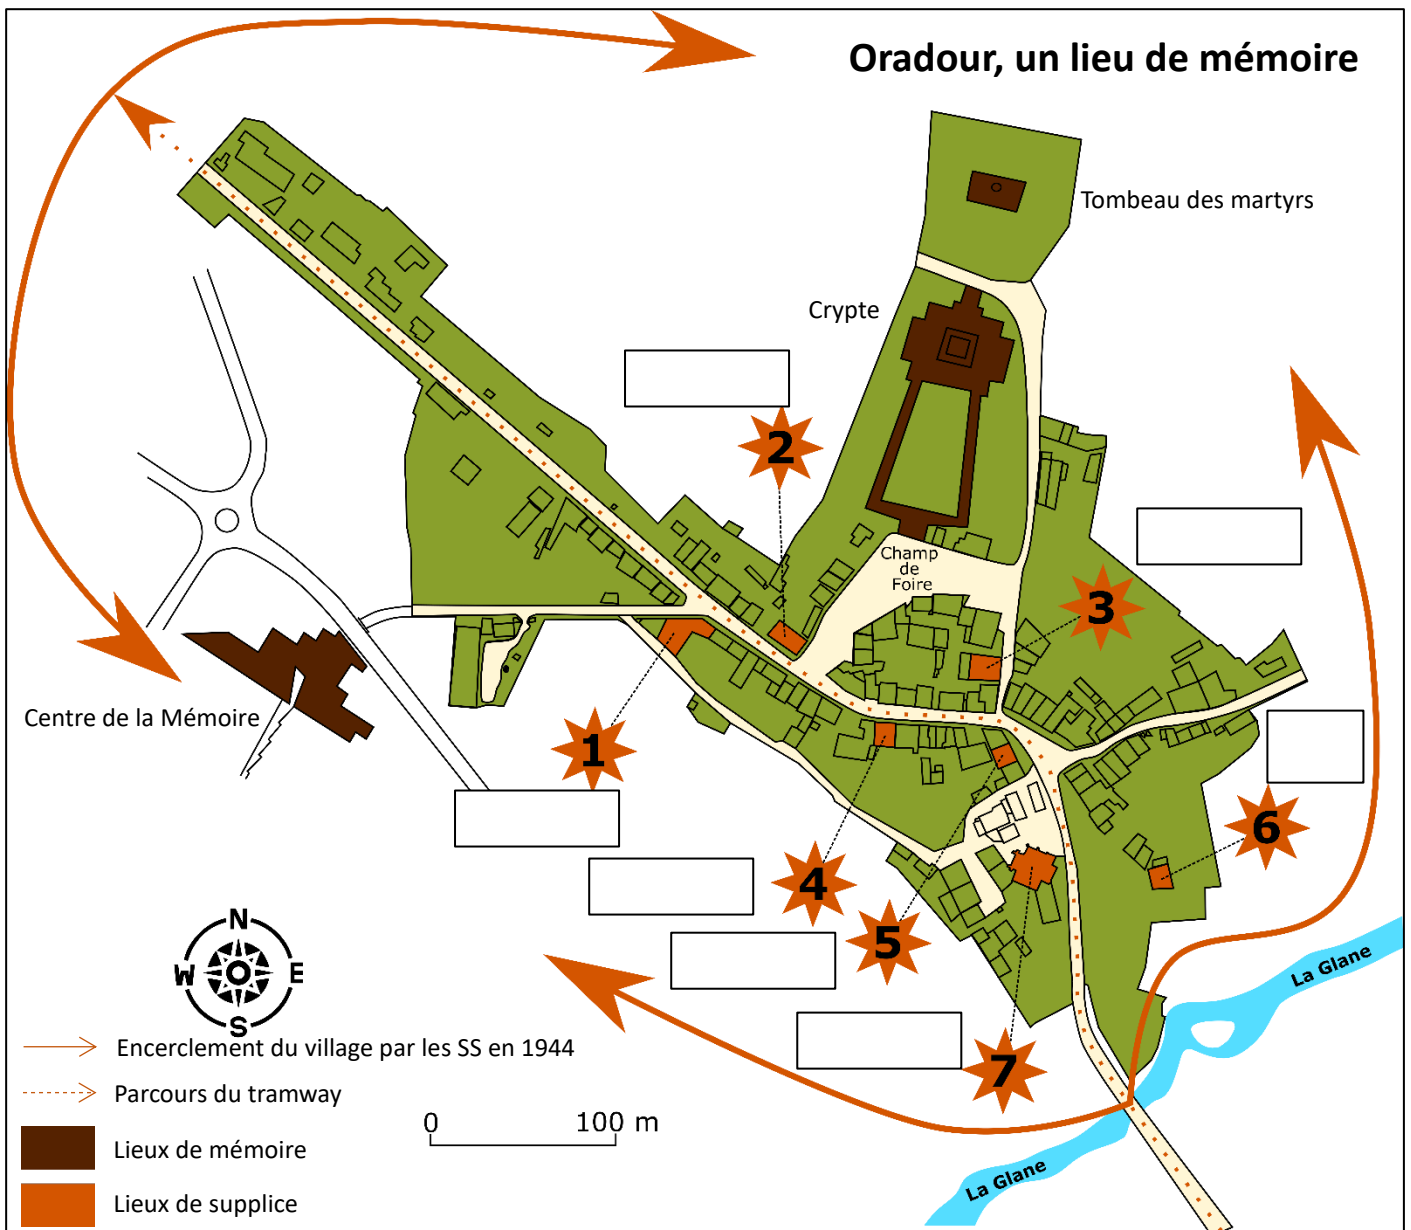 Oradour, un lieu de mémoire
Tombeau des martyrs
Crypte
2
Champ
de
Foire
3
Centre de la Mémoire
1
6
4
5
7
La Glane
La Glane
N
W
E
S
Encerclement du village par les SS en 1944
Parcours du tramway
0
100 m
Lieux de mémoire
Lieux de supplice